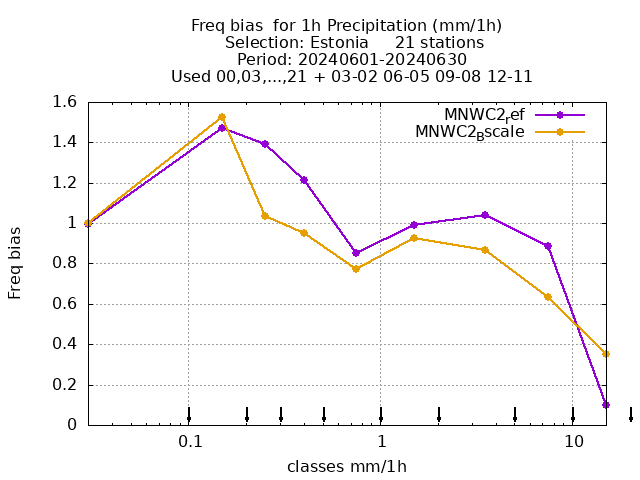 Freq bias  for 1h Precipitation (mm/1h)
Selection: Estonia     21 stations
Period: 20240601-20240630
Used 00,03,...,21 + 03-02 06-05 09-08 12-11
MNWC2_ref
MNWC2_Bscale
1.6
1.4
1.2
1
0.8
0.6
0.4
0.2
0
Freq bias
0.1 1 10
classes mm/1h